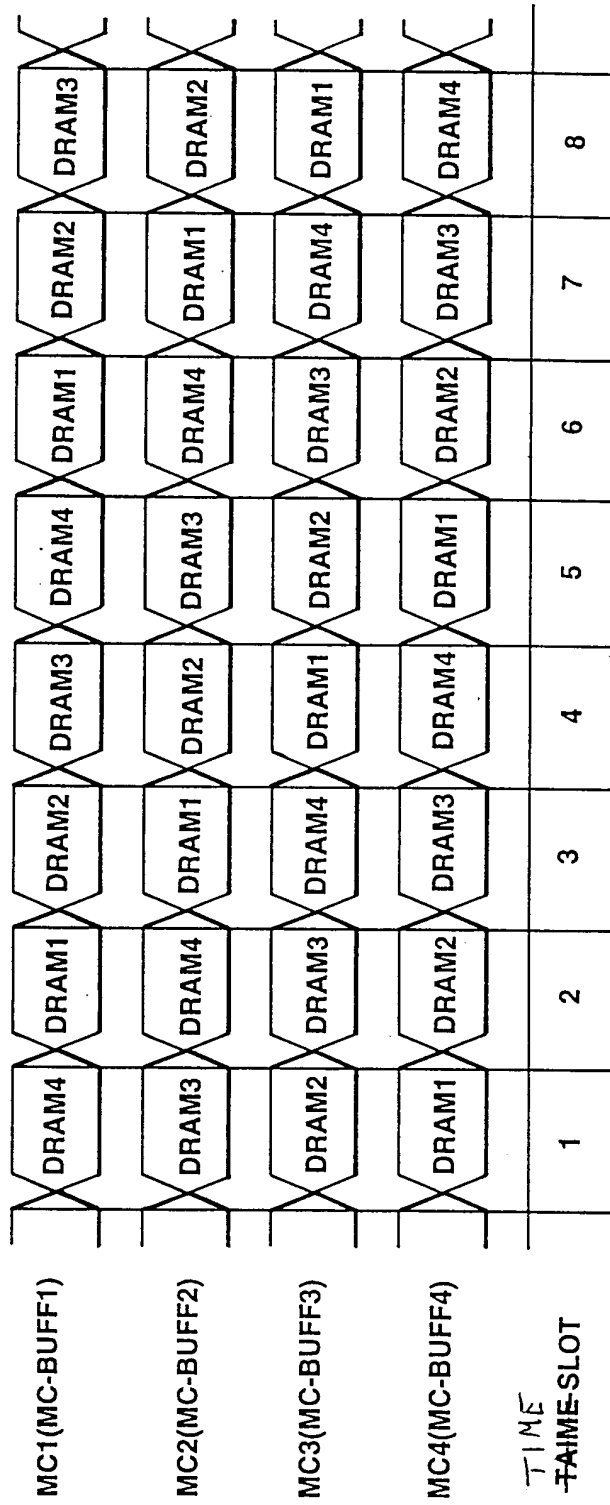 MC1(MC-BUFF1) DRAM4 DRAM1 DRAM2 DRAM3 DRAM4 DRAM1 DRAM2 DRAM3
MC2(MC-BUFF2) DRAM3 DRAM4 DRAM1 DRAM2 DRAM3 DRAM4 DRAM1 DRAM2
MC3(MC-BUFF3) DRAM2 DRAM3 DRAM4 DRAM1 DRAM2 DRAM3 DRAM4 DRAM1
MC4(MC-BUFF4) DRAM1 DRAM2 DRAM3 DRAM4 DRAM1 DRAM2 DRAM3 DRAM4
TIME
TAIME SLOT 1 2 3 4 5 6 7 8